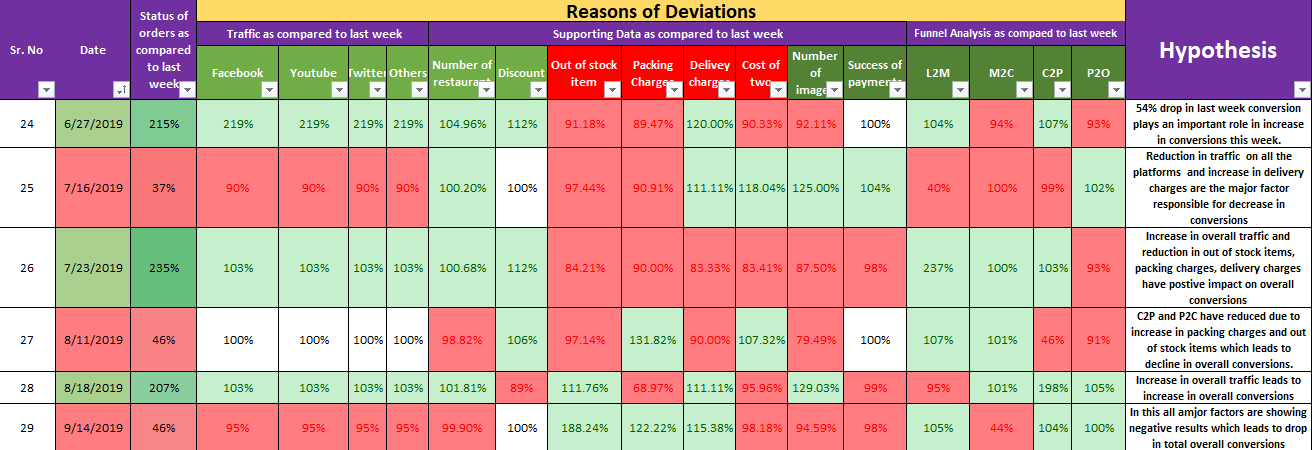 Reasons of Deviations
Sr. No
Date
Status of
orders as
compared
to last
week
Traffic as compared to last week
Supporting Data as compared to last week
Funnel Analysis as compaed to last week
Hypothesis
Facebook
Youtube
Twitter
Others
Number of
restaurant
Discount
Out of stock
item
Packing
Charges
Delivey
charges
Cost of
two
Number
of
images
Success of
payments
L2M
M2C
C2P
P2O
24 6/27/2019 215% 219% 219% 219% 219% 104.96% 112% 91.18% 89.47% 120.00% 90.33% 92.11% 100% 104% 94% 107% 93%
54% drop in last week conversion
plays an important role in increase
in conversions this week.
25 7/16/2019 37% 90% 90% 90% 90% 100.20% 100% 97.44% 90.91% 111.11% 118.04% 125.00% 104% 40% 100% 99% 102%
Reduction in traffic on all the
platforms and increase in delivery
charges are the major factor
responsible for decrease in
conversions
26 7/23/2019 235% 103% 103% 103% 103% 100.68% 112% 84.21% 90.00% 83.33% 83.41% 87.50% 98% 237% 100% 103% 93%
Increase in overall traffic and
reduction in out of stock items,
packing charges, delivery charges
have postive impact on overall
conversions
27 8/11/2019 46% 100% 100% 100% 100% 98.82% 106% 97.14% 131.82% 90.00% 107.32% 79.49% 100% 107% 101% 46% 91%
C2P and P2C have reduced due to
increase in packing charges and out
of stock items which leads to
decline in overall conversions.
28 8/18/2019 207% 103% 103% 103% 103% 101.81% 89% 111.76% 68.97% 111.11% 95.96% 129.03% 99% 95% 101% 198% 105%
Increase in overall traffic leads to
increase in overall conversions
29 9/14/2019 46% 95% 95% 95% 95% 99.90% 100% 188.24% 122.22% 115.38% 98.18% 94.59% 98% 105% 44% 104% 100%
In this all amjor factors are showing
negative results which leads to drop
in total overall conversions